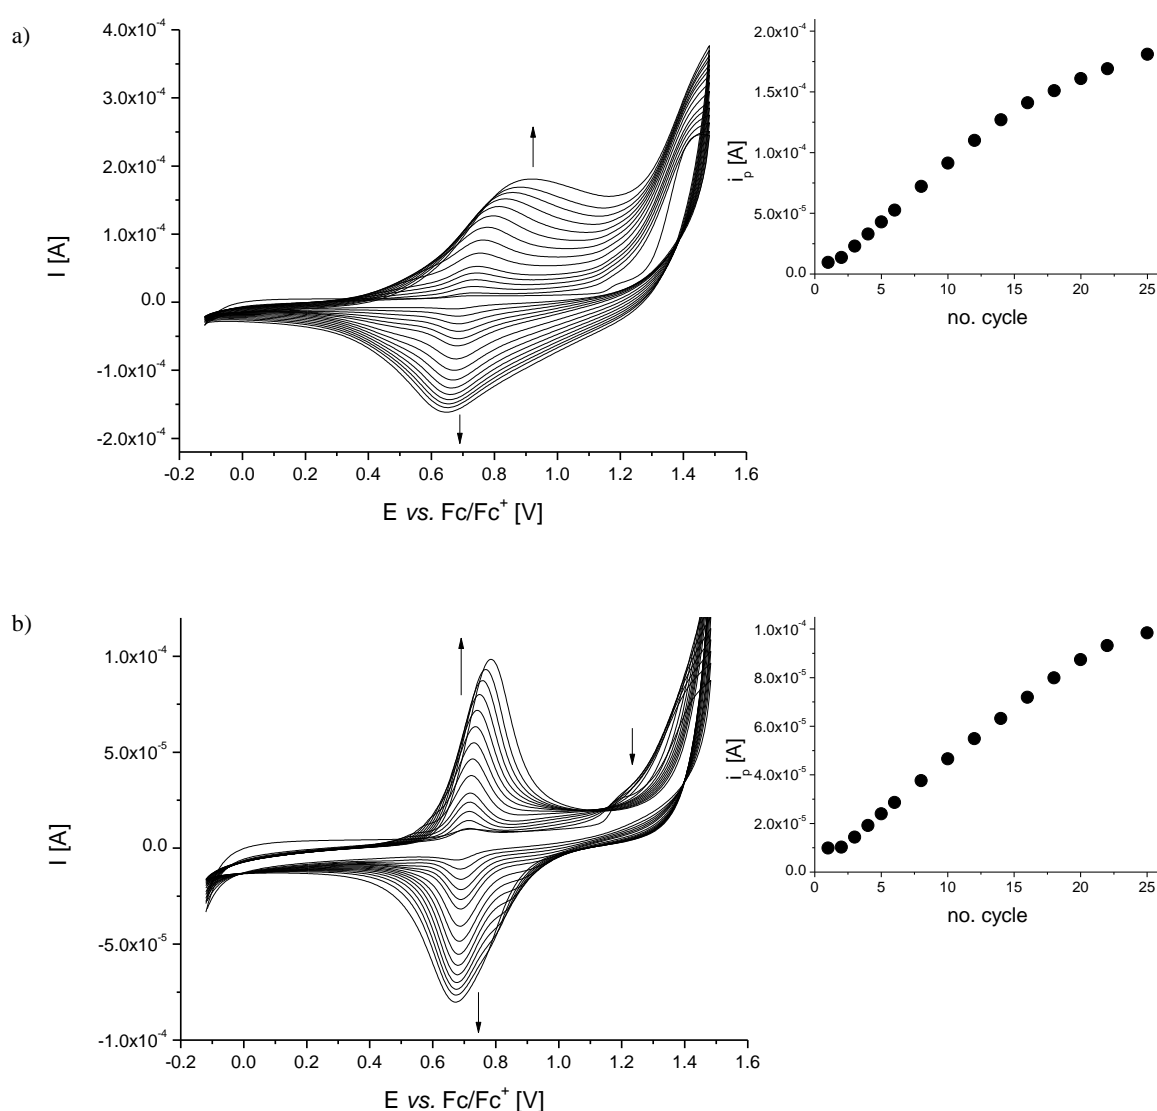 a)
4.0x10⁻⁴
3.0x10⁻⁴
2.0x10⁻⁴
1.0x10⁻⁴
0.0
-1.0x10⁻⁴
-2.0x10⁻⁴
I [A]
-0.2 0.0 0.2 0.4 0.6 0.8 1.0 1.2 1.4 1.6
E vs. Fc/Fc⁺ [V]
2.0x10⁻⁴
1.5x10⁻⁴
1.0x10⁻⁴
5.0x10⁻⁵
0.0
iₚ [A]
0 5 10 15 20 25
no. cycle
b)
1.0x10⁻⁴
5.0x10⁻⁵
0.0
-5.0x10⁻⁵
-1.0x10⁻⁴
I [A]
-0.2 0.0 0.2 0.4 0.6 0.8 1.0 1.2 1.4 1.6
E vs. Fc/Fc⁺ [V]
1.0x10⁻⁴
8.0x10⁻⁵
6.0x10⁻⁵
4.0x10⁻⁵
2.0x10⁻⁵
0.0
iₚ [A]
0 5 10 15 20 25
no. cycle